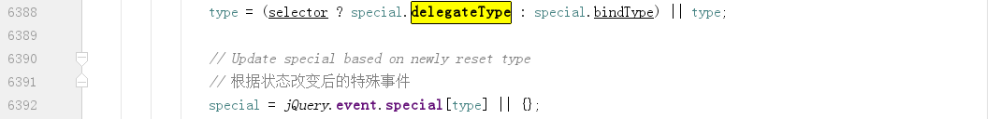 6388 type = (selector ? special.delegateType : special.bindType) || type;
6389
6390 // Update special based on newly reset type
6391 // 根据状态改变后的特殊事件
6392 special = jQuery.event.special[type] || {};